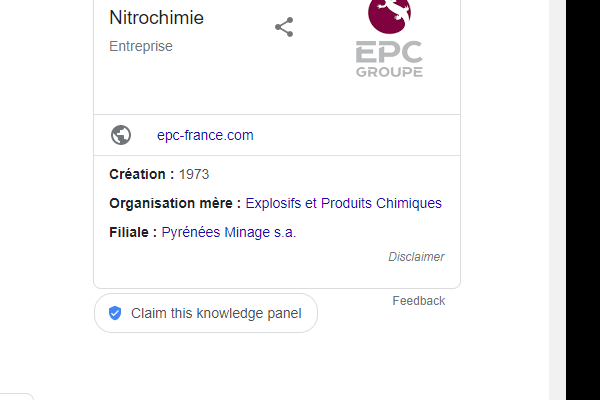 Nitrochimie
Entreprise
EPC
GROUPE
epc-france.com
Création : 1973
Organisation mère : Explosifs et Produits Chimiques
Filiale : Pyrénées Minage s.a.
Disclaimer
Feedback
Claim this knowledge panel